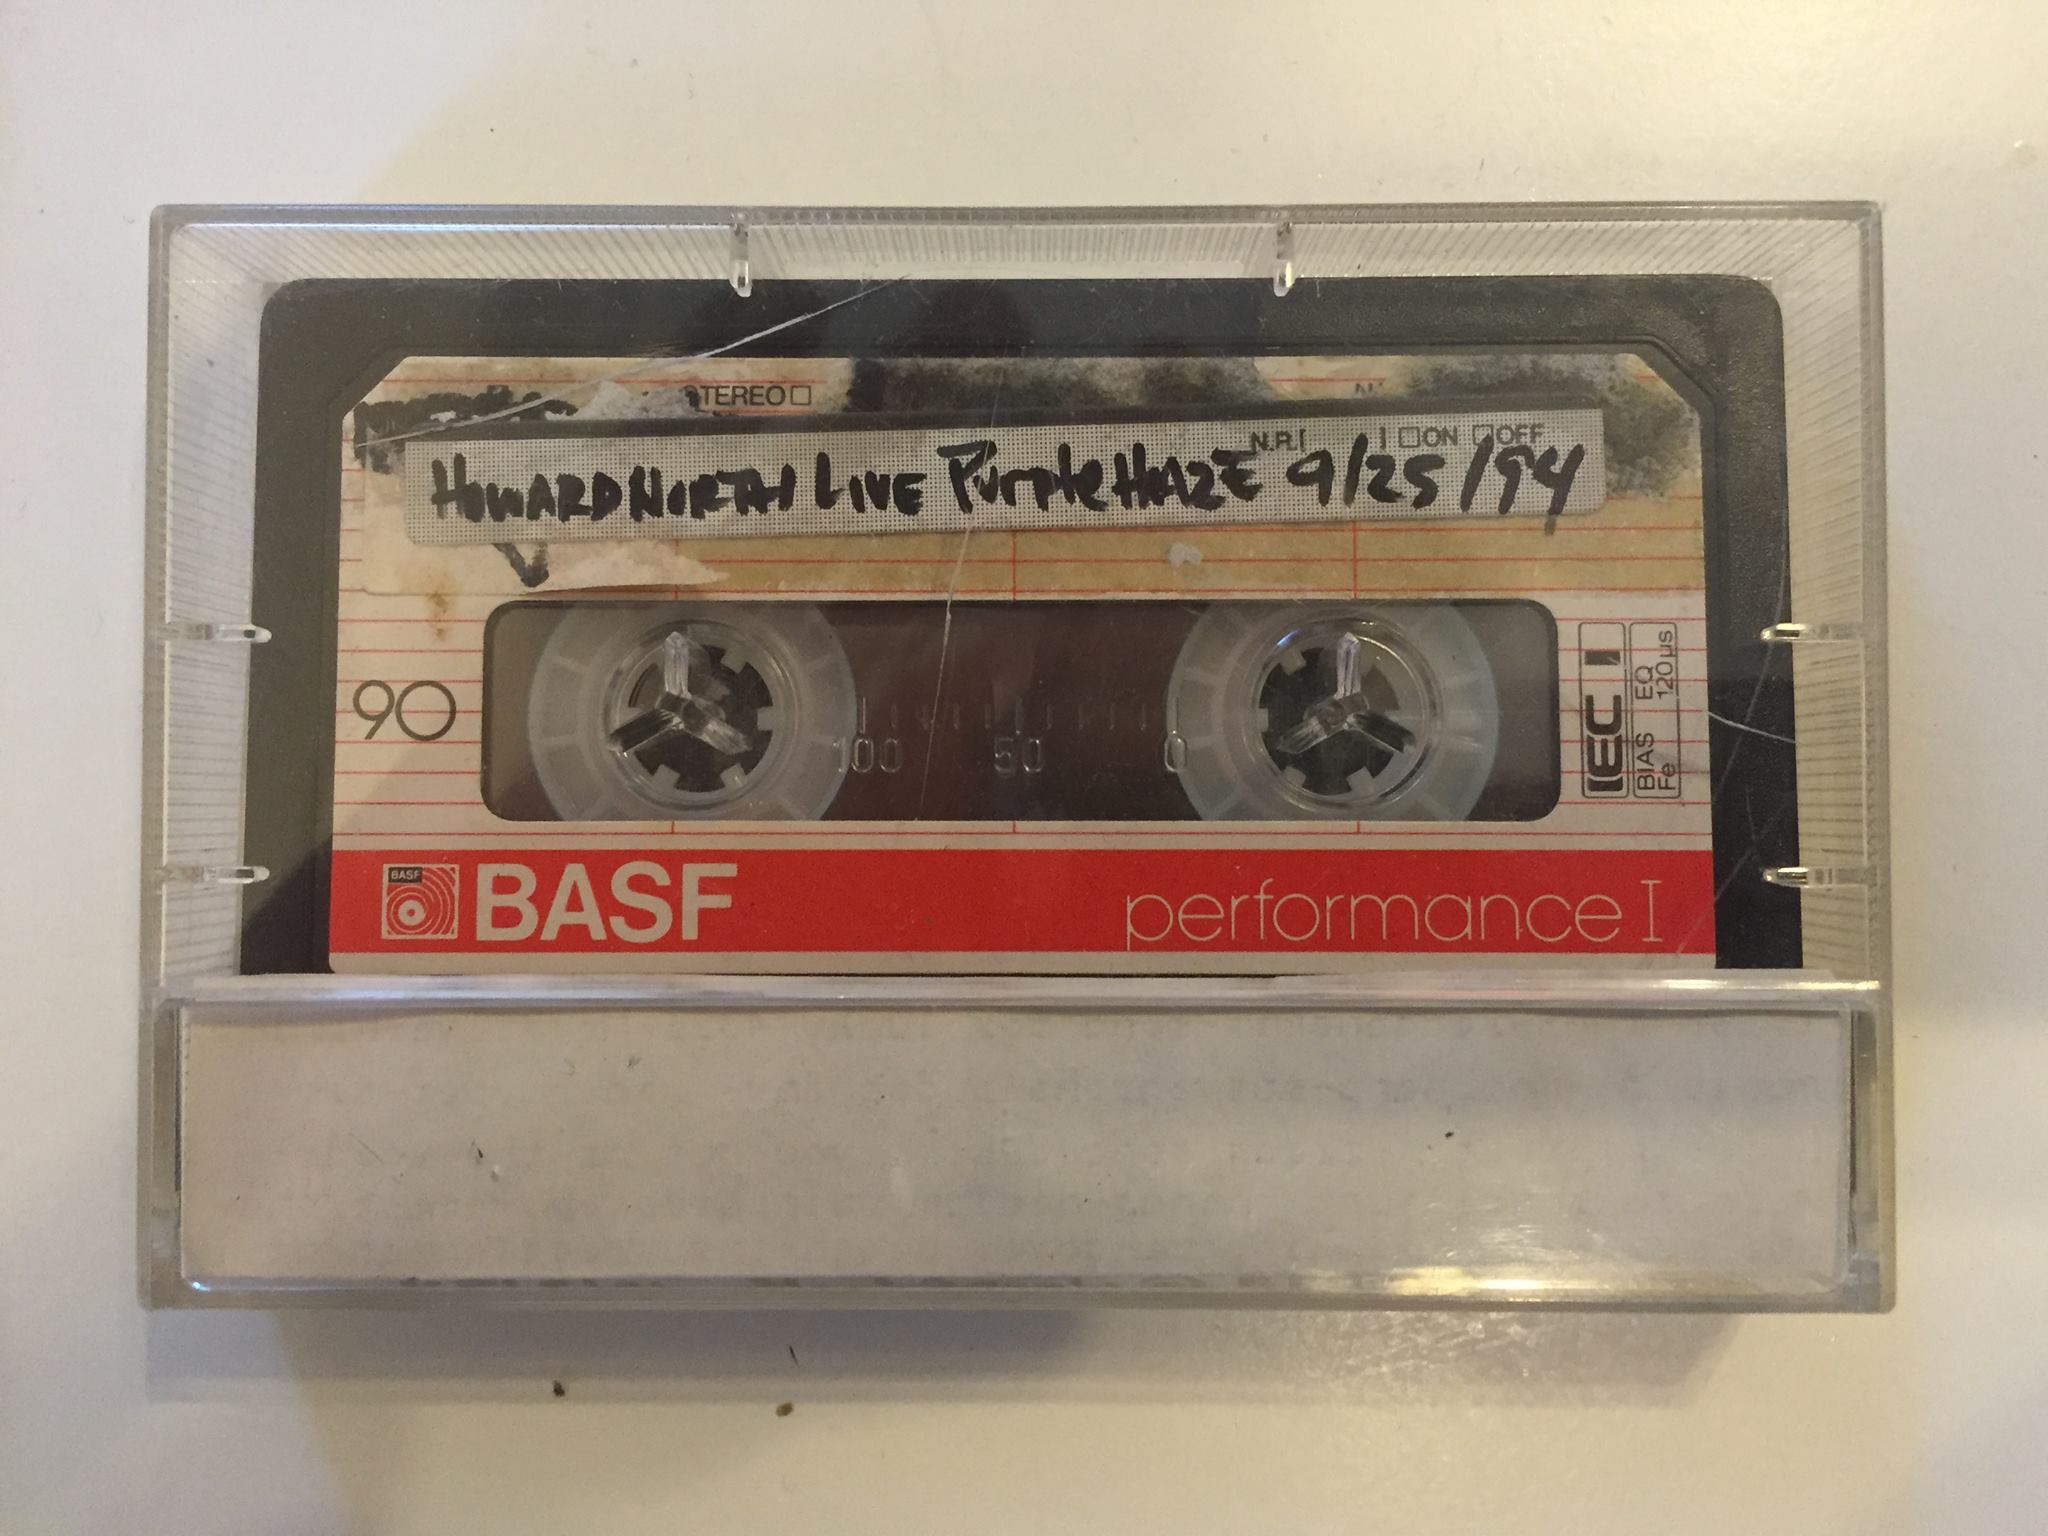 STEREO
N.R. I ON OFF
HOWARD NORTH LIVE PURPLE HAZE 9/25/94
90
100 50 0
IEC I
BIAS EQ
Fe 120µs
BASF
BASF
performance I